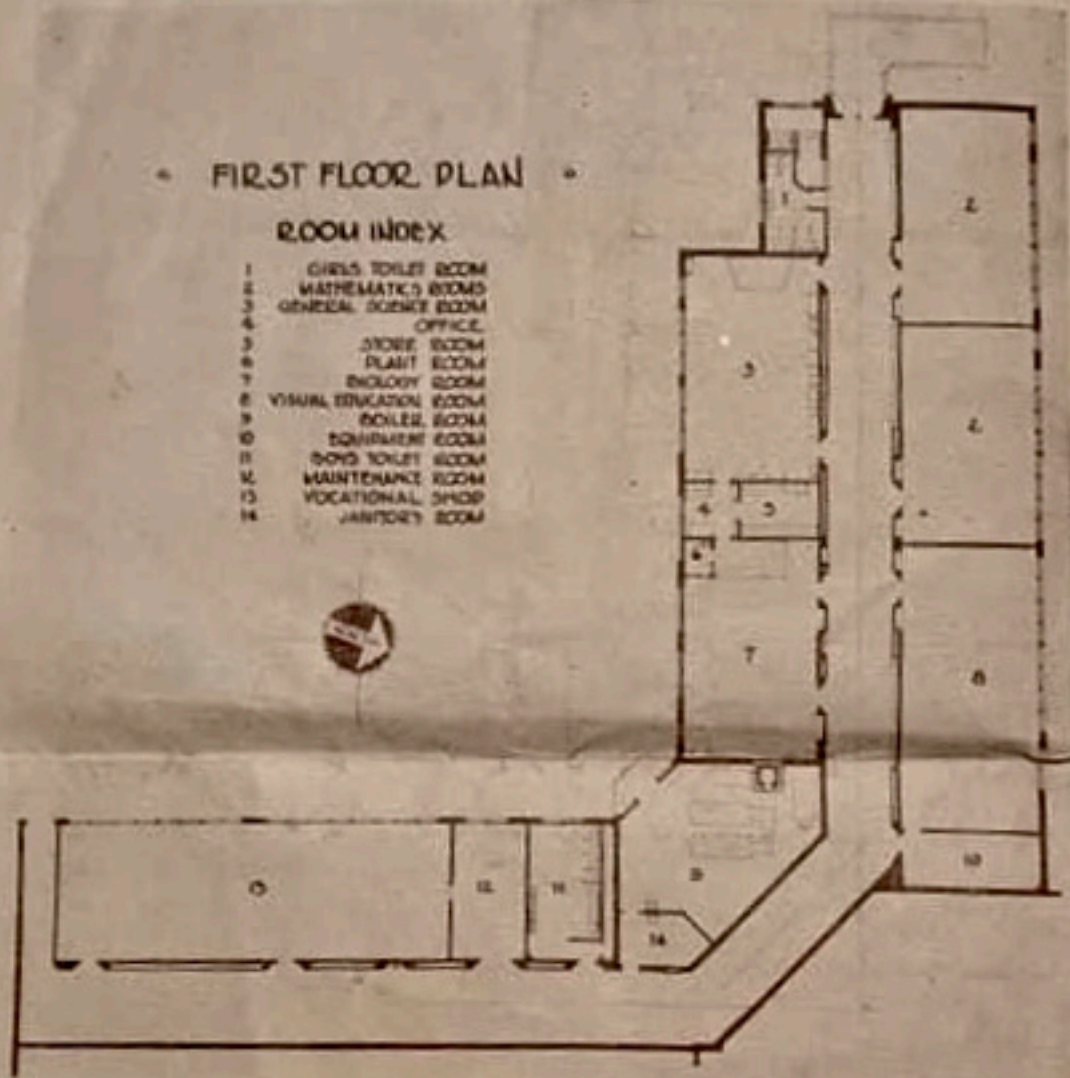 FIRST FLOOR PLAN
ROOM INDEX
1 GIRLS TOILET ROOM
2 MATHEMATICS ROOMS
3 GENERAL SCIENCE ROOM
4 OFFICE
5 STORE ROOM
6 PLANT ROOM
7 BIOLOGY ROOM
8 VISUAL EDUCATION ROOM
9 BOILER ROOM
10 EQUIPMENT ROOM
11 BOYS TOILET ROOM
12 MAINTENANCE ROOM
13 VOCATIONAL SHOP
14 JANITORS ROOM
1
2
3
2
4 5
6
7
8
9
10
13 12 11
14